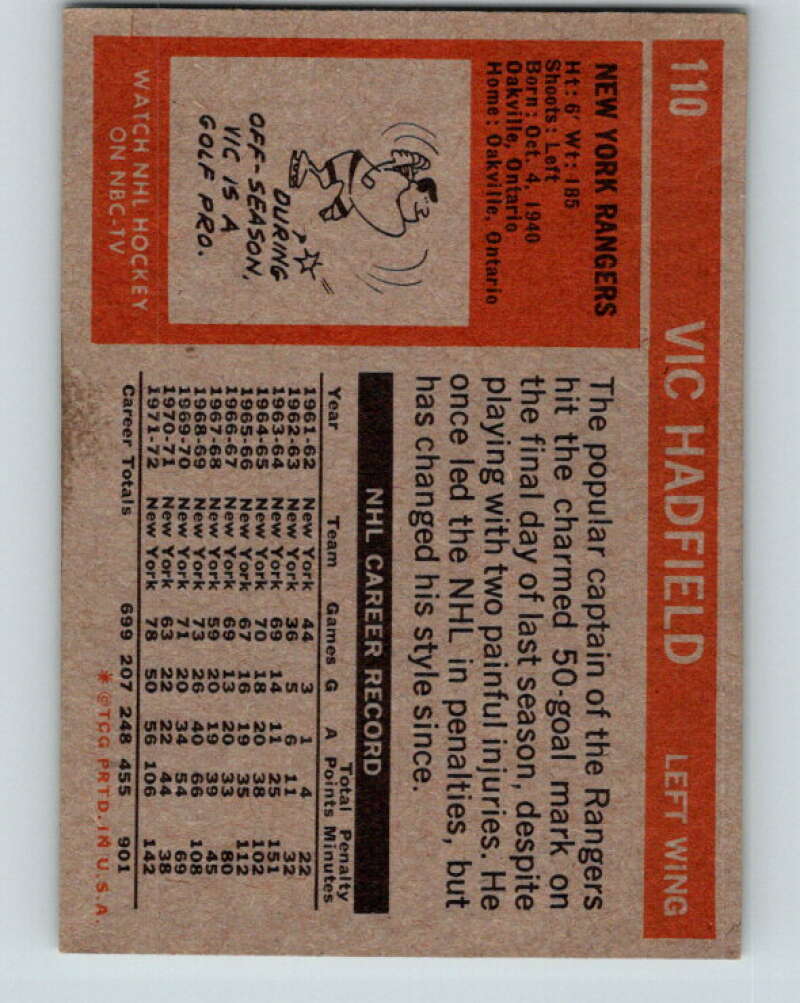 110 VIC HADFIELD LEFT WING
NEW YORK RANGERS
Ht: 6' Wt: 185
Shoots: Left
Born: Oct. 4, 1940
Oakville, Ontario
Home: Oakville, Ontario
DURING
OFF-SEASON,
VIC IS A
GOLF PRO.
WATCH NHL HOCKEY
ON NBC-TV
The popular captain of the Rangers
hit the charmed 50-goal mark on
the final day of last season, despite
playing with two painful injuries. He
once led the NHL in penalties, but
has changed his style since.
NHL CAREER RECORD
Year Team Games G A Total Points Penalty Minutes
1961-62 New York 44 3 1 4 22
1962-63 New York 36 5 6 11 32
1963-64 New York 69 14 11 25 151
1964-65 New York 70 18 20 38 102
1965-66 New York 67 16 19 35 112
1966-67 New York 69 13 20 33 80
1967-68 New York 59 20 19 39 45
1968-69 New York 73 26 40 66 108
1969-70 New York 71 20 34 54 69
1970-71 New York 63 22 22 44 38
1971-72 New York 78 50 56 106 142
Career Totals 699 207 248 455 901
* © TCG PRTD. IN U.S.A.